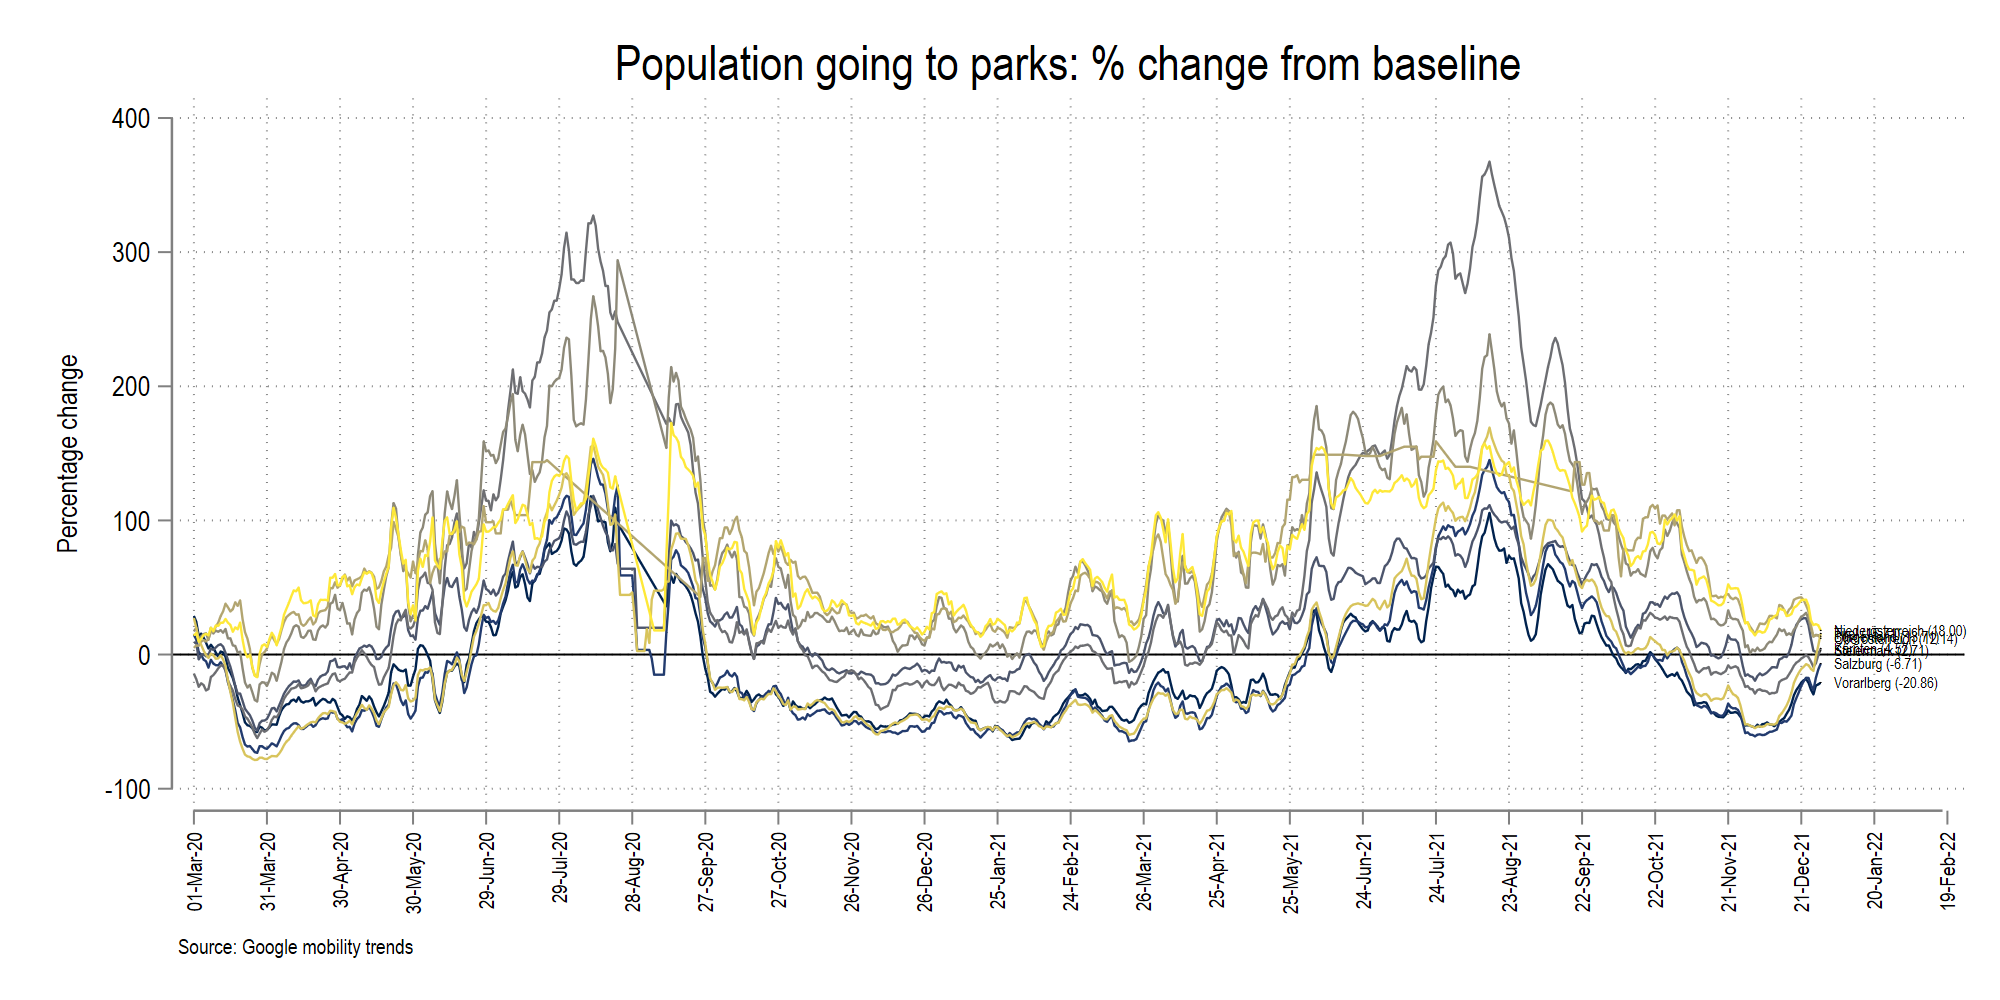 Population going to parks: % change from baseline
Percentage change
400
300
200
100
0
-100
01-Mar-20
31-Mar-20
30-Apr-20
30-May-20
29-Jun-20
29-Jul-20
28-Aug-20
27-Sep-20
27-Oct-20
26-Nov-20
26-Dec-20
25-Jan-21
24-Feb-21
26-Mar-21
25-Apr-21
25-May-21
24-Jun-21
24-Jul-21
23-Aug-21
22-Sep-21
22-Oct-21
21-Nov-21
21-Dec-21
20-Jan-22
19-Feb-22
Niederösterreich (18.00)
Salzburg (-6.71)
Vorarlberg (-20.86)
Source: Google mobility trends